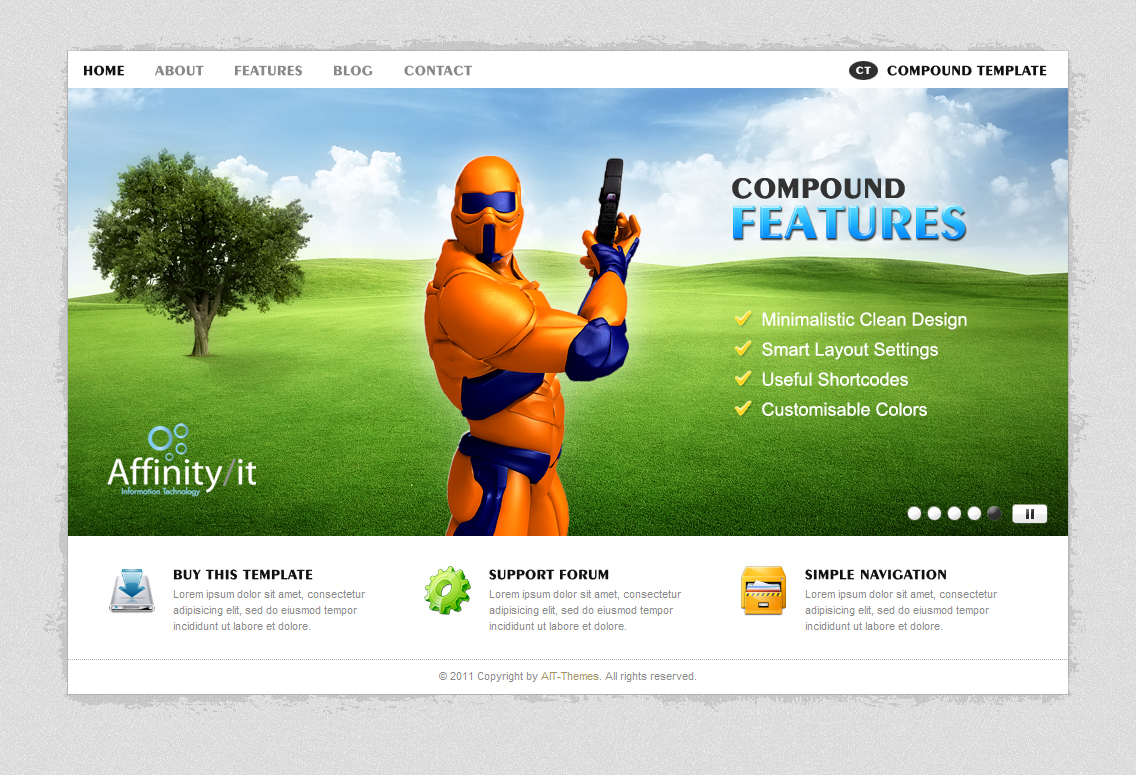 HOME ABOUT FEATURES BLOG CONTACT CT COMPOUND TEMPLATE
COMPOUND
FEATURES
Minimalistic Clean Design
Smart Layout Settings
Useful Shortcodes
Customisable Colors
Affinity/it
Information Technology
BUY THIS TEMPLATE
Lorem ipsum dolor sit amet, consectetur
adipisicing elit, sed do eiusmod tempor
incididunt ut labore et dolore.
SUPPORT FORUM
Lorem ipsum dolor sit amet, consectetur
adipisicing elit, sed do eiusmod tempor
incididunt ut labore et dolore.
SIMPLE NAVIGATION
Lorem ipsum dolor sit amet, consectetur
adipisicing elit, sed do eiusmod tempor
incididunt ut labore et dolore.
© 2011 Copyright by AIT-Themes. All rights reserved.